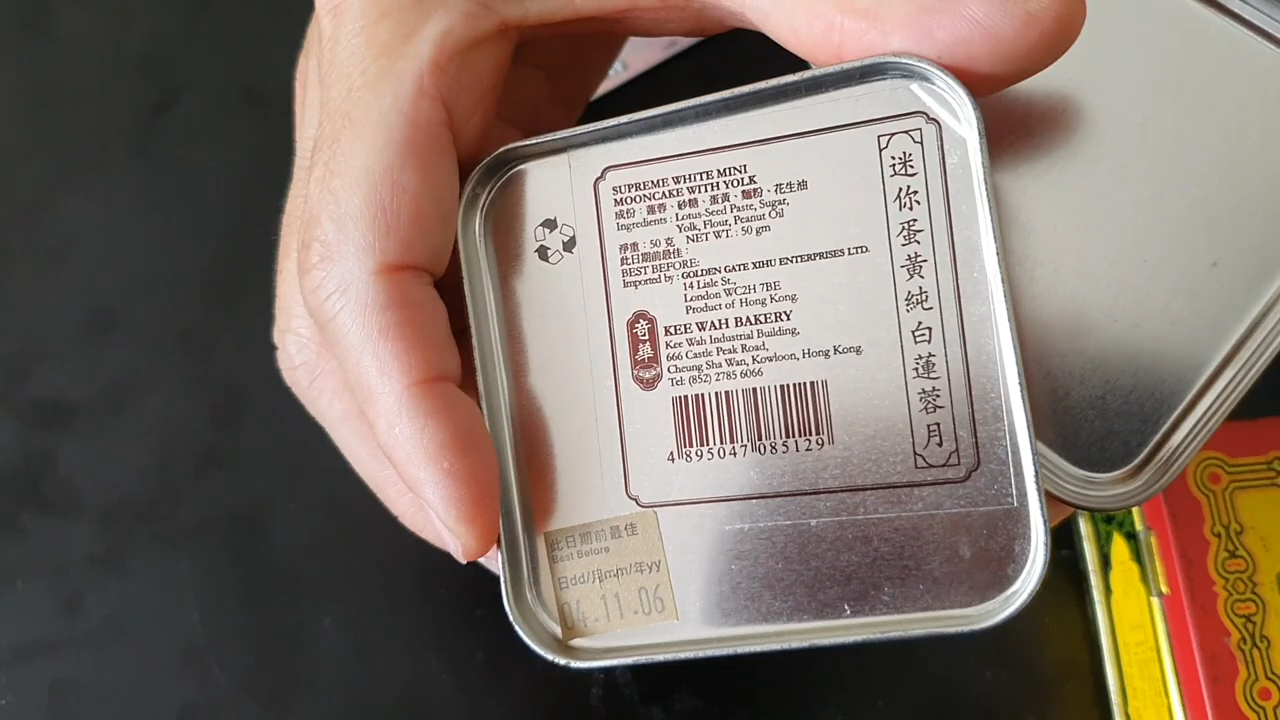 SUPREME WHITE MINI
MOONCAKE WITH YOLK
成份：蓮蓉、砂糖、蛋黃、麵粉、花生油
Ingredients : Lotus-Seed Paste, Sugar,
Yolk, Flour, Peanut Oil
淨重：50 克 NET WT. : 50 gm
此日期前最佳：
BEST BEFORE:
Imported by : GOLDEN GATE XIHU ENTERPRISES LTD.
14 Lisle St.,
London WC2H 7BE
Product of Hong Kong.
奇華
KEE WAH BAKERY
Kee Wah Industrial Building,
666 Castle Peak Road,
Cheung Sha Wan, Kowloon, Hong Kong.
Tel: (852) 2785 6066
4 895047 085129
迷你蛋黃純白蓮蓉月
此日期前最佳
Best Before
日dd/月mm/年yy
04.11.06